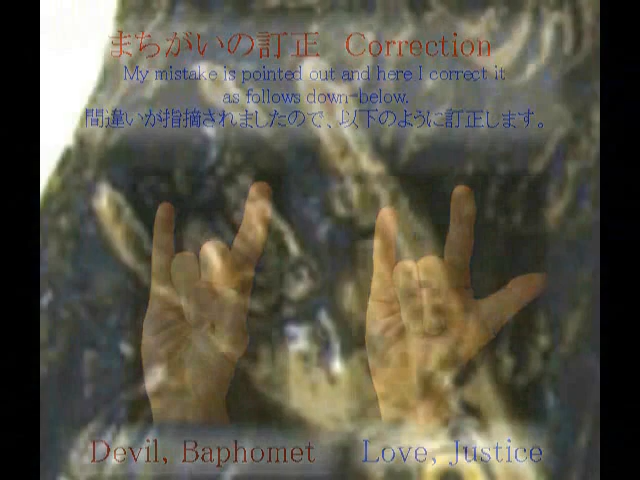 まちがいの訂正 Correction
My mistake is pointed out and here I correct it
as follows down-below.
間違いが指摘されましたので、以下のように訂正します。
Devil, Baphomet Love, Justice